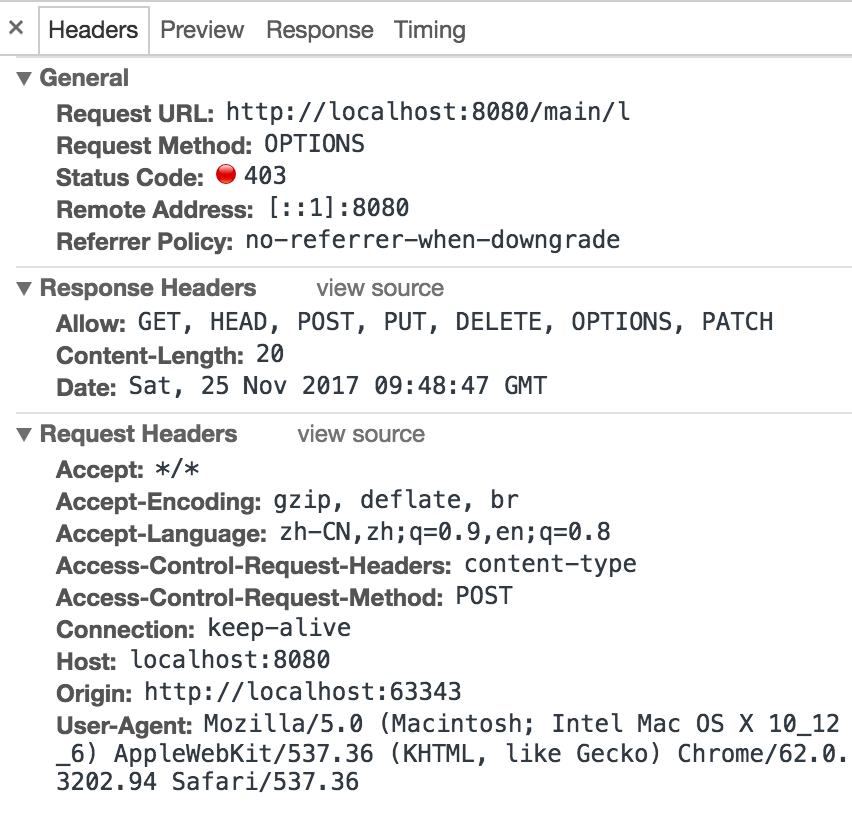 × Headers Preview Response Timing
▼ General
Request URL: http://localhost:8080/main/l
Request Method: OPTIONS
Status Code: 403
Remote Address: [::1]:8080
Referrer Policy: no-referrer-when-downgrade
▼ Response Headers view source
Allow: GET, HEAD, POST, PUT, DELETE, OPTIONS, PATCH
Content-Length: 20
Date: Sat, 25 Nov 2017 09:48:47 GMT
▼ Request Headers view source
Accept: */*
Accept-Encoding: gzip, deflate, br
Accept-Language: zh-CN,zh;q=0.9,en;q=0.8
Access-Control-Request-Headers: content-type
Access-Control-Request-Method: POST
Connection: keep-alive
Host: localhost:8080
Origin: http://localhost:63343
User-Agent: Mozilla/5.0 (Macintosh; Intel Mac OS X 10_12
_6) AppleWebKit/537.36 (KHTML, like Gecko) Chrome/62.0.
3202.94 Safari/537.36